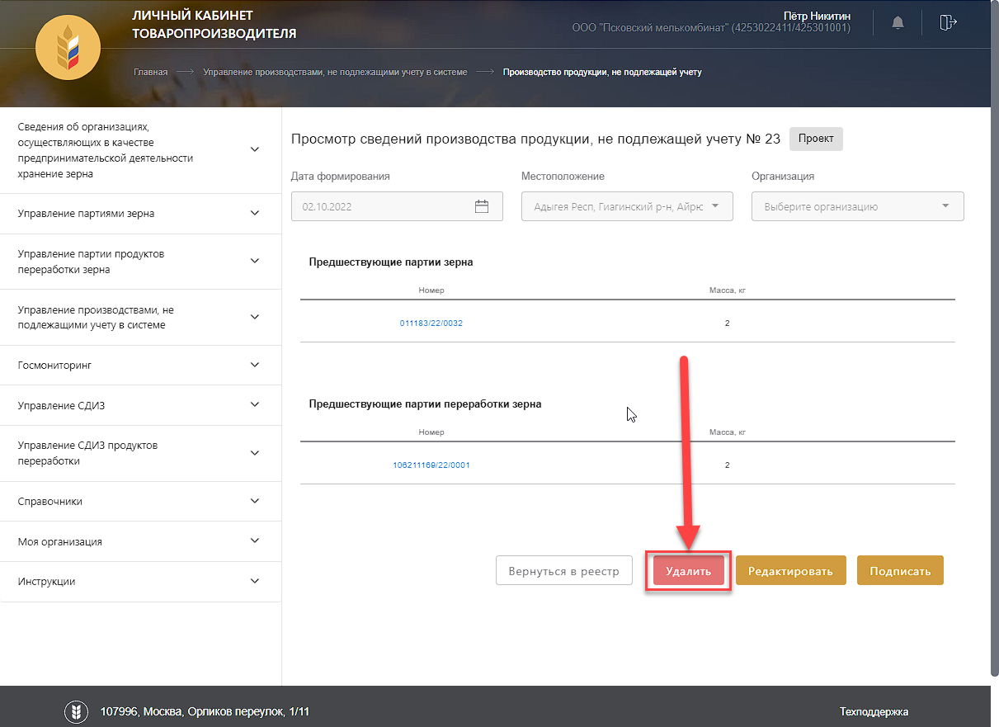 ЛИЧНЫЙ КАБИНЕТ
ТОВАРОПРОИЗВОДИТЕЛЯ
Пётр Никитин
ООО "Псковский мелькомбинат" (4253022411/425301001)
Главная
Управление производствами, не подлежащими учету в системе
Производство продукции, не подлежащей учету
Сведения об организациях,
осуществляющих в качестве
предпринимательской деятельности
хранение зерна
Управление партиями зерна
Управление партии продуктов
переработки зерна
Управление производствами, не
подлежащими учету в системе
Госмониторинг
Управление СДИЗ
Управление СДИЗ продуктов
переработки
Справочники
Моя организация
Инструкции
Просмотр сведений производства продукции, не подлежащей учету № 23
Проект
Дата формирования
Местоположение
Организация
02.10.2022
Адыгея Респ, Гиагинский р-н, Айрю
Выберите организацию
Предшествующие партии зерна
Номер
Масса, кг
011183/22/0032
2
Предшествующие партии переработки зерна
Номер
Масса, кг
106211169/22/0001
2
Вернуться в реестр
Удалить
Редактировать
Подписать
107996, Москва, Орликов переулок, 1/11
Техподдержка